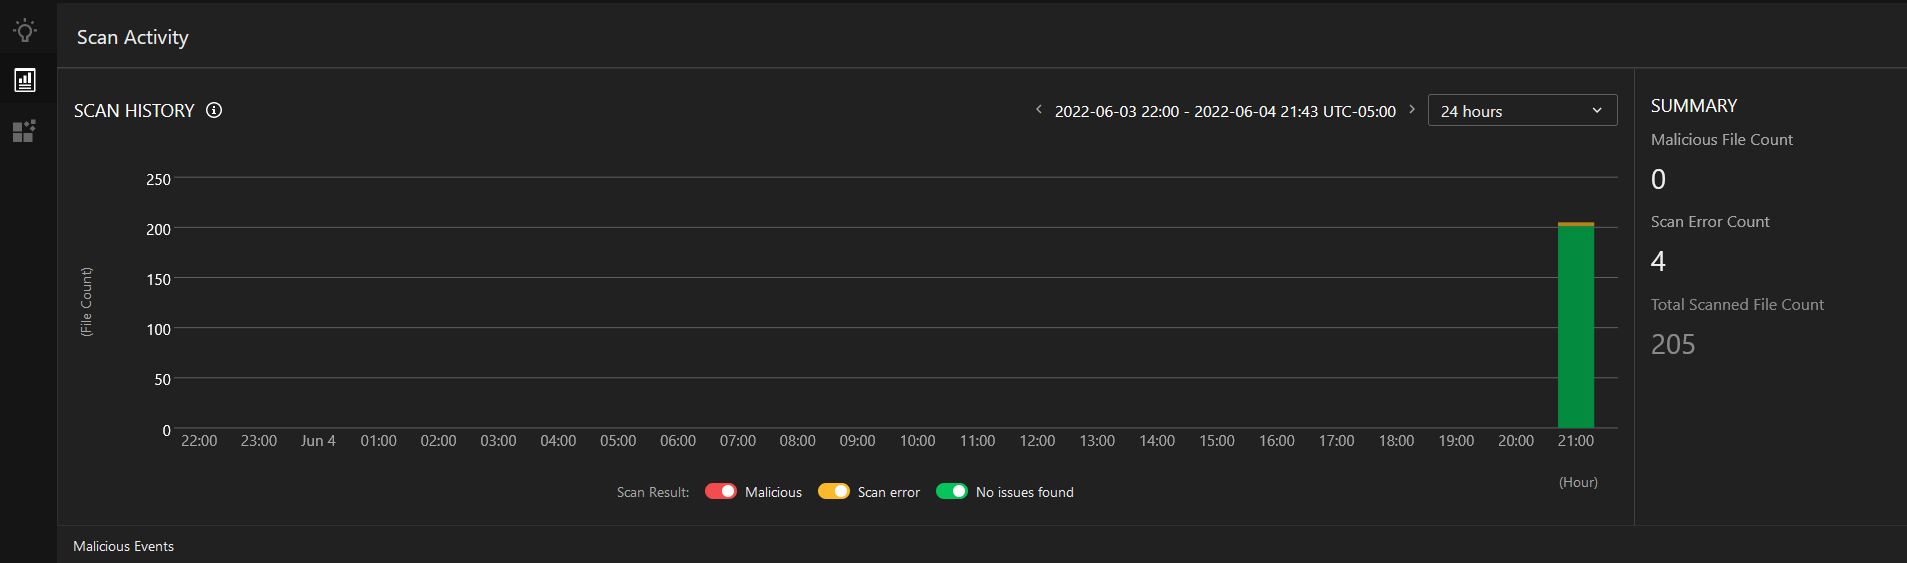 Scan Activity
SCAN HISTORY
2022-06-03 22:00 - 2022-06-04 21:43 UTC-05:00
24 hours
(File Count)
250
200
150
100
50
0
22:00 23:00 Jun 4 01:00 02:00 03:00 04:00 05:00 06:00 07:00 08:00 09:00 10:00 11:00 12:00 13:00 14:00 15:00 16:00 17:00 18:00 19:00 20:00 21:00
(Hour)
Scan Result: Malicious Scan error No issues found
SUMMARY
Malicious File Count
0
Scan Error Count
4
Total Scanned File Count
205
Malicious Events